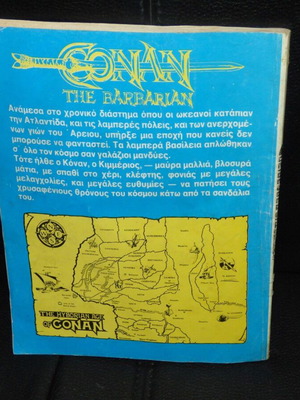 CONAN
THE BARBARIAN
Ανάμεσα στο χρονικό διάστημα όπου οι ωκεανοί κατάπιαν
την Ατλαντίδα, και τις λαμπερές πόλεις, και των ανερχομέ-
νων γιών του ΄Αρειου, υπήρξε μια εποχή που κανείς δεν
μπορούσε να φανταστεί. Τα λαμπερά βασίλεια απλώθηκαν
σ΄ όλο τον κόσμο σαν γαλάζιοι μανδύες.
Τότε ήλθε ο Κόναν, ο Κιμμέριος, — μαύρα μαλλιά, βλοσυρά
μάτια, με σπαθί στο χέρι, κλέφτης, φονιάς με μεγάλες
μελαγχολίες, και μεγάλες ευθυμίες — να πατήσει τους
χρυσαφένιους θρόνους του κόσμου κάτω από τα σανδάλια
του.
THE HYBORIAN AGE
OF CONAN